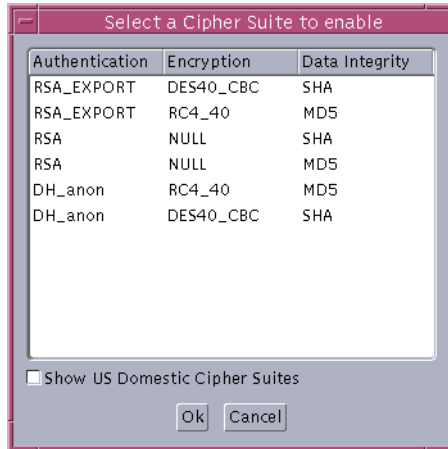 Select a Cipher Suite to enable
Authentication Encryption Data Integrity
RSA_EXPORT DES40_CBC SHA
RSA_EXPORT RC4_40 MD5
RSA NULL SHA
RSA NULL MD5
DH_anon RC4_40 MD5
DH_anon DES40_CBC SHA
Show US Domestic Cipher Suites
Ok Cancel